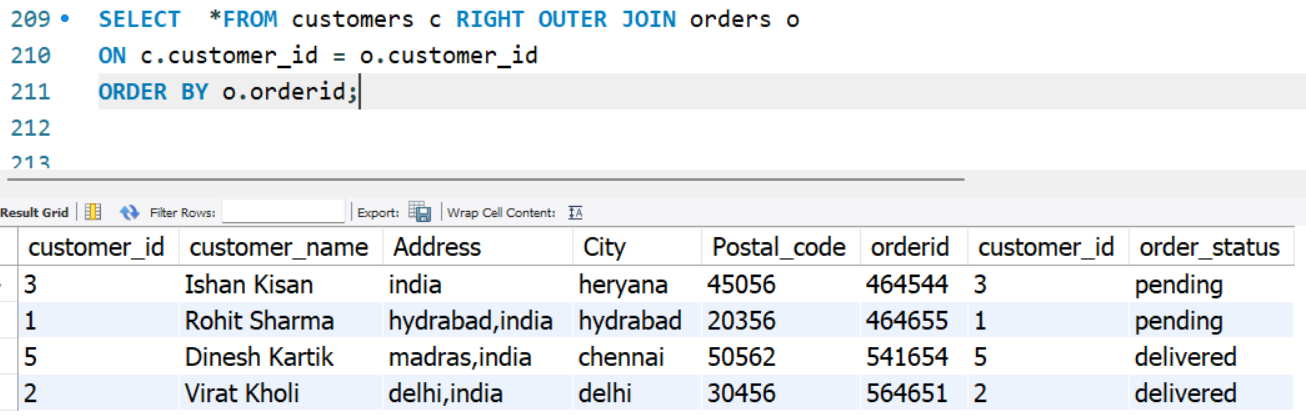 209 SELECT *FROM customers c RIGHT OUTER JOIN orders o
210 ON c.customer_id = o.customer_id
211 ORDER BY o.orderid;
212
213
Result Grid Filter Rows: Export: Wrap Cell Content:
customer_id customer_name Address City Postal_code orderid customer_id order_status
3 Ishan Kisan india heryana 45056 464544 3 pending
1 Rohit Sharma hydrabad,india hydrabad 20356 464655 1 pending
5 Dinesh Kartik madras,india chennai 50562 541654 5 delivered
2 Virat Kholi delhi,india delhi 30456 564651 2 delivered